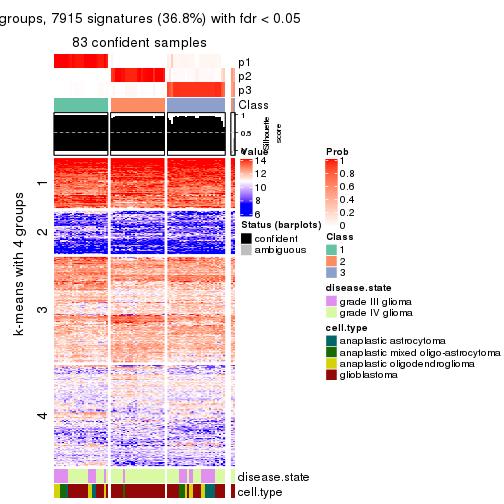 groups, 7915 signatures (36.8%) with fdr < 0.05
83 confident samples
p1
p2
p3
Class
1
0.5
0
Silhouette
score
k-means with 4 groups
1
2
3
4
Value
14
12
10
8
6
Status (barplots)
confident
ambiguous
Prob
1
0.8
0.6
0.4
0.2
0
Class
1
2
3
disease.state
grade III glioma
grade IV glioma
cell.type
anaplastic astrocytoma
anaplastic mixed oligo-astrocytoma
anaplastic oligodendroglioma
glioblastoma
disease.state
cell.type